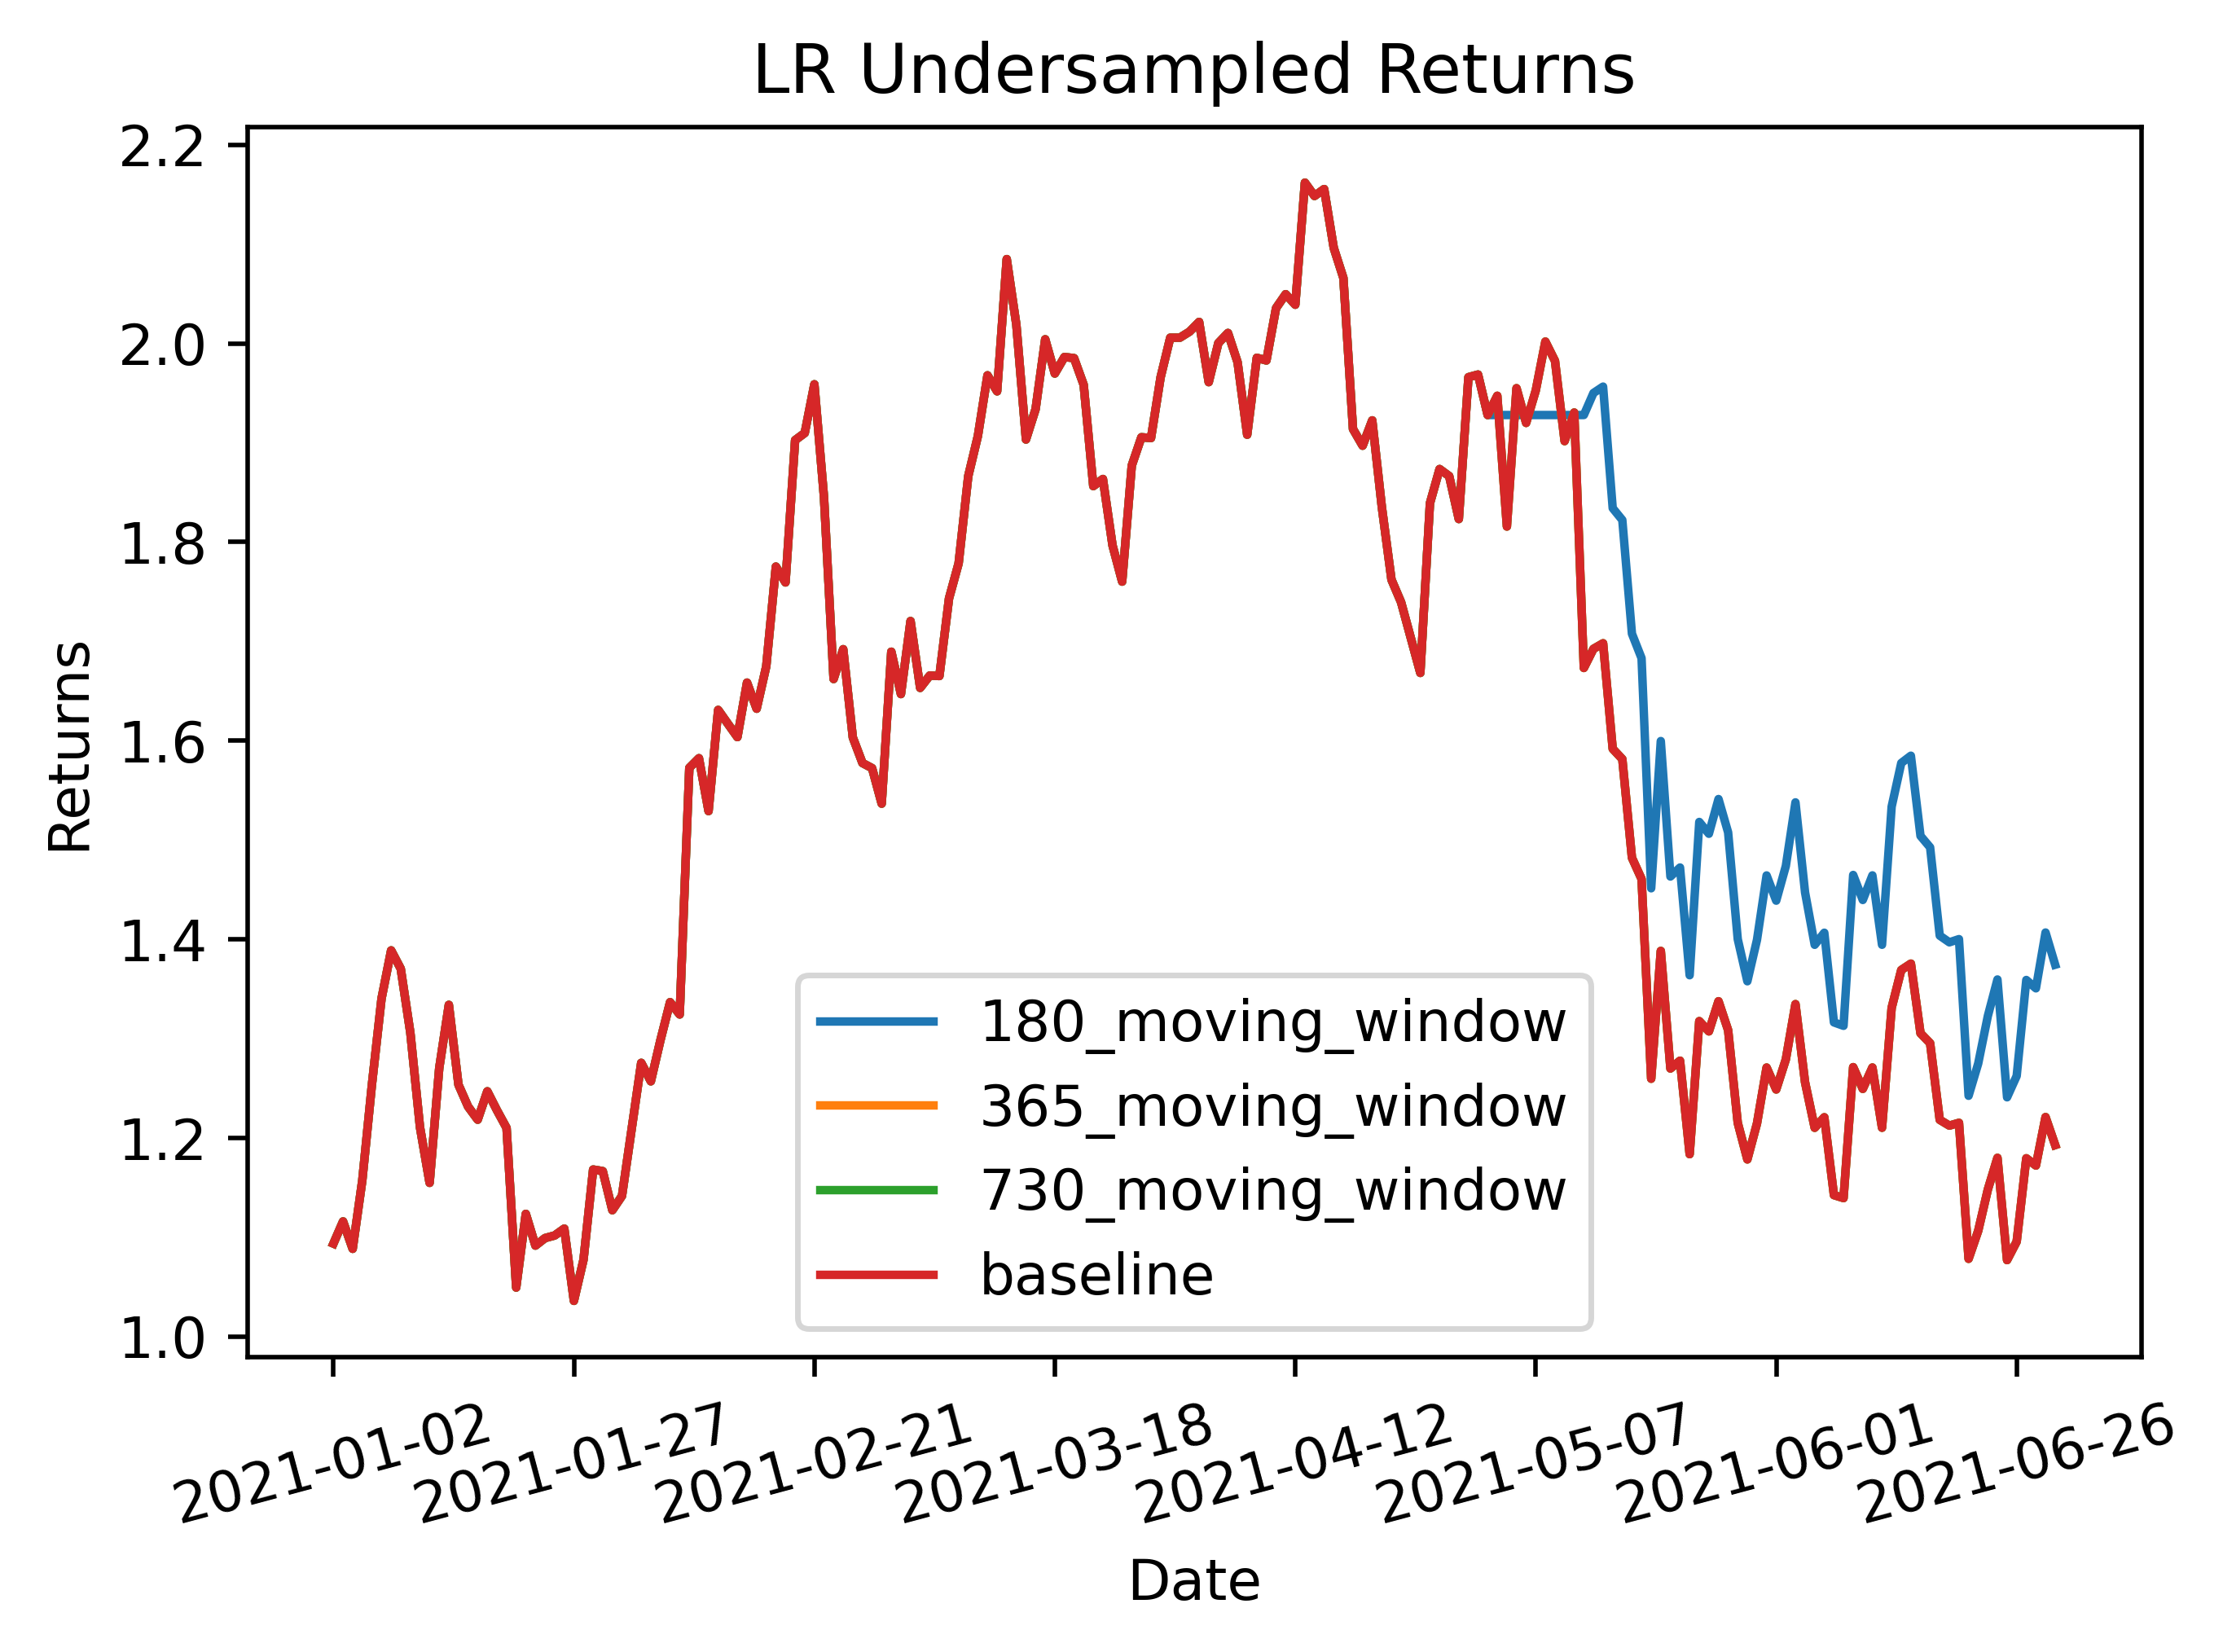 LR Undersampled Returns
2.2
2.0
1.8
1.6
1.4
1.2
1.0
Returns
180_moving_window
365_moving_window
730_moving_window
baseline
2021-01-02
2021-01-27
2021-02-21
2021-03-18
2021-04-12
2021-05-07
2021-06-01
2021-06-26
Date